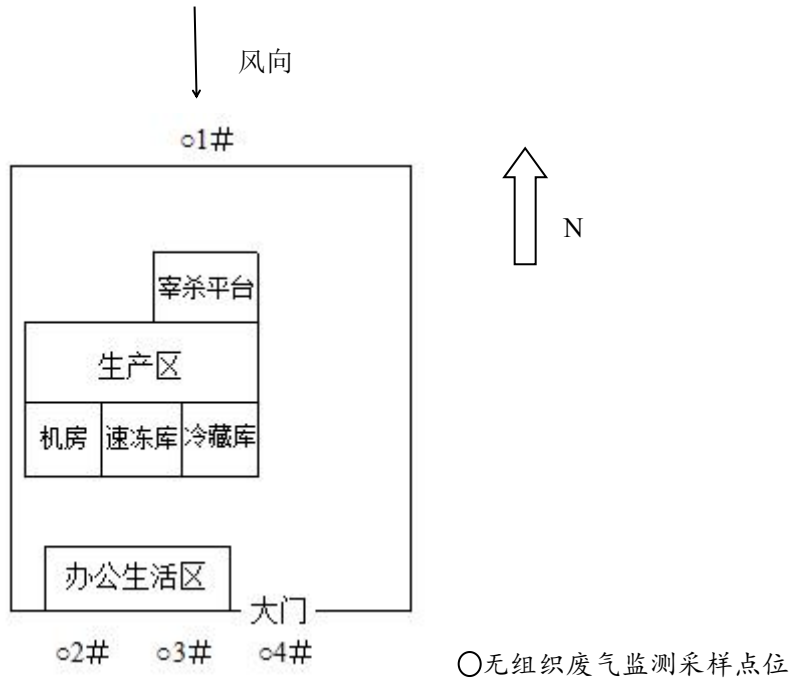 风向
○1#
N
宰杀平台
生产区
机房 速冻库 冷藏库
办公生活区
大门
○2# ○3# ○4#
○无组织废气监测采样点位